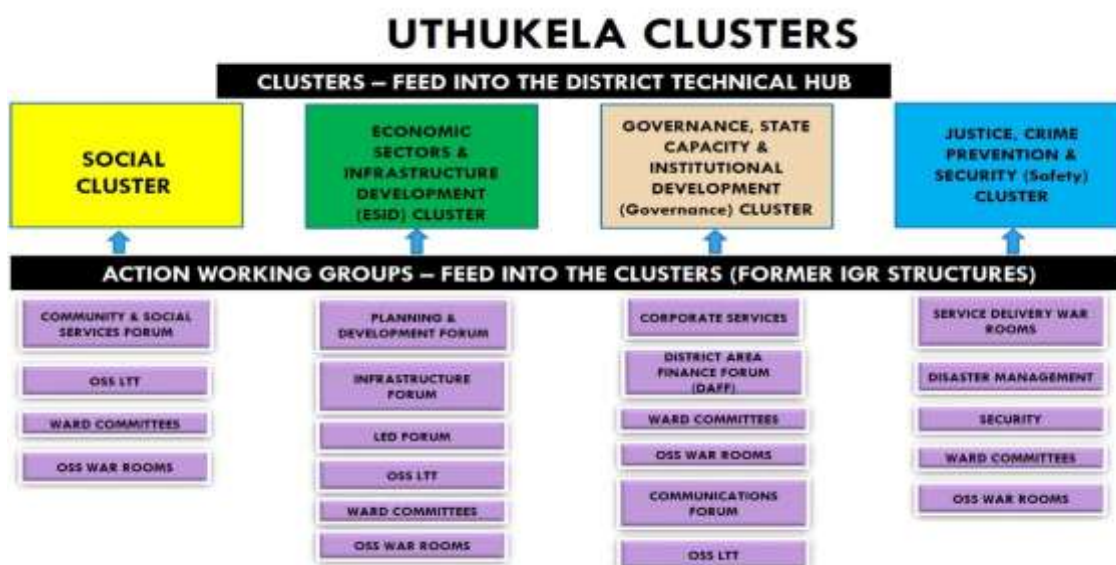 UTHUKELA CLUSTERS
CLUSTERS – FEED INTO THE DISTRICT TECHNICAL HUB
SOCIAL
CLUSTER
ECONOMIC
SECTORS &
INFRASTRUCTURE
DEVELOPMENT
(ESID) CLUSTER
GOVERNANCE, STATE
CAPACITY &
INSTITUTIONAL
DEVELOPMENT
(Governance) CLUSTER
JUSTICE, CRIME
PREVENTION &
SECURITY (Safety)
CLUSTER
ACTION WORKING GROUPS – FEED INTO THE CLUSTERS (FORMER IGR STRUCTURES)
COMMUNITY & SOCIAL
SERVICES FORUM
OSS LTT
WARD COMMITTEES
OSS WAR ROOMS
PLANNING &
DEVELOPMENT FORUM
INFRASTRUCTURE
FORUM
LED FORUM
OSS LTT
WARD COMMITTEES
OSS WAR ROOMS
CORPORATE SERVICES
DISTRICT AREA
FINANCE FORUM
(DAFF)
WARD COMMITTEES
OSS WAR ROOMS
COMMUNICATIONS
FORUM
OSS LTT
SERVICE DELIVERY WAR
ROOMS
DISASTER MANAGEMENT
SECURITY
WARD COMMITTEES
OSS WAR ROOMS